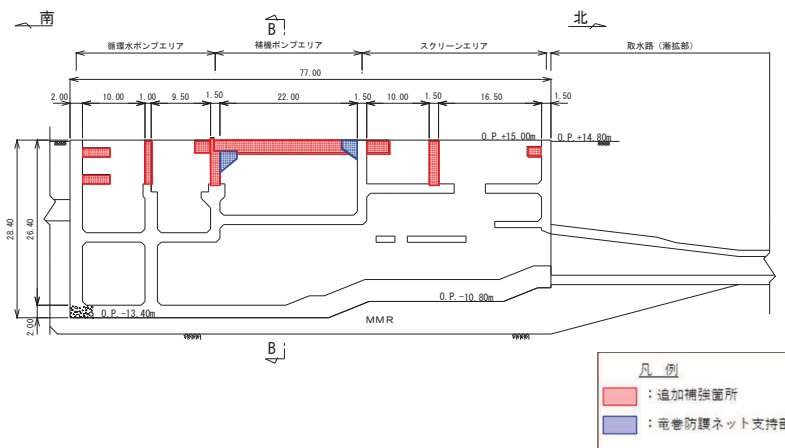 南
B
北
循環水ポンプエリア
補機ポンプエリア
スクリーンエリア
取水路（漸拡部）
77.00
2.00
10.00
1.00
9.50
1.50
22.00
1.50
10.00
1.50
16.50
1.50
O.P.+15.00m
O.P.+14.80m
28.40
26.40
2.00
O.P.-13.40m
O.P.-10.80m
MMR
B
凡 例
：追加補強箇所
：竜巻防護ネット支持部